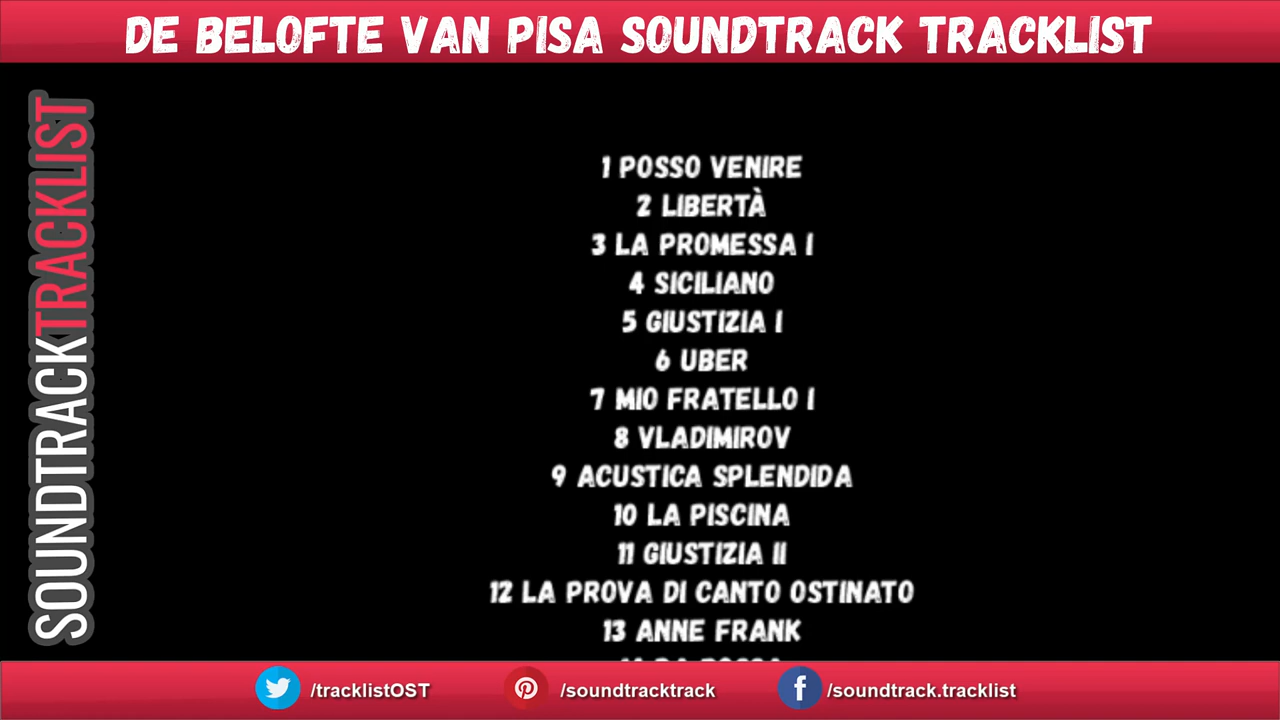 DE BELOFTE VAN PISA SOUNDTRACK TRACKLIST
SOUNDTRACKTRACKLIST
1 POSSO VENIRE
2 LIBERTÀ
3 LA PROMESSA I
4 SICILIANO
5 GIUSTIZIA I
6 UBER
7 MIO FRATELLO I
8 VLADIMIROV
9 ACUSTICA SPLENDIDA
10 LA PISCINA
11 GIUSTIZIA II
12 LA PROVA DI CANTO OSTINATO
13 ANNE FRANK
/tracklistOST
/soundtracktrack
/soundtrack.tracklist